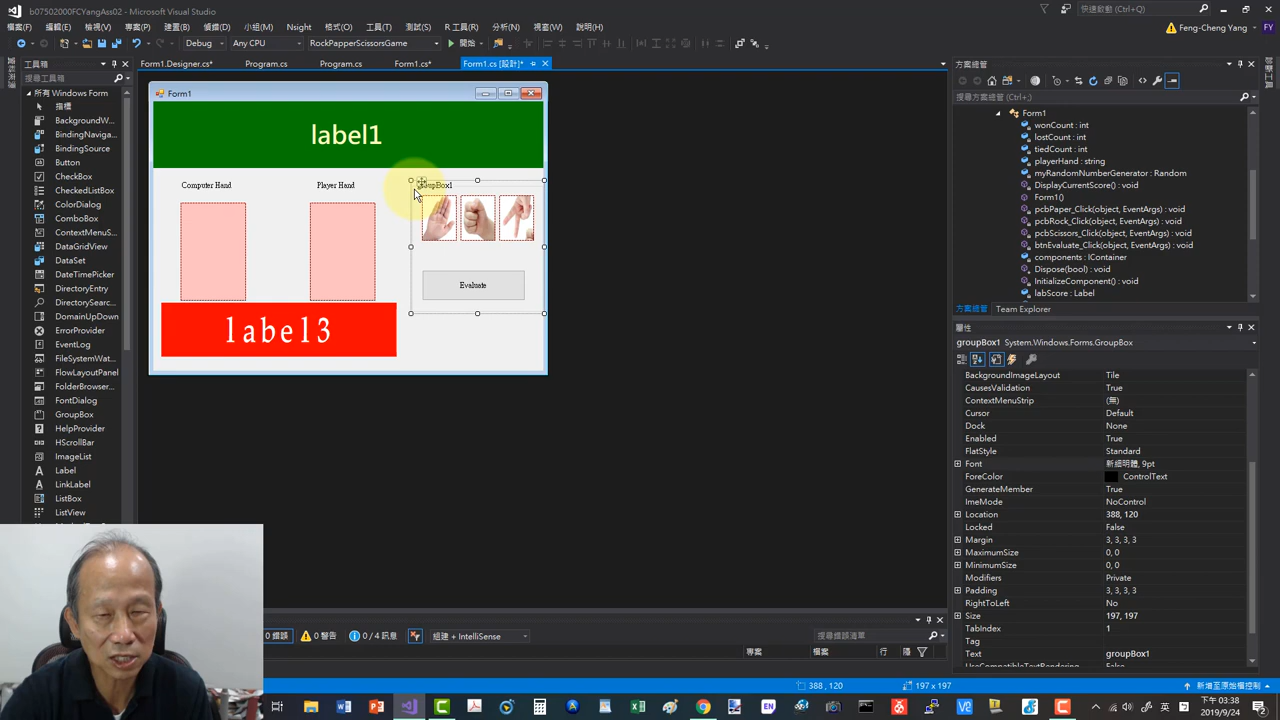 b07502000FCYangAss02 - Microsoft Visual Studio
快速啟動 (Ctrl+Q)
檔案(F) 編輯(E) 檢視(V) 專案(P) 建置(B) 偵錯(D) 小組(M) 格式(O) 工具(T) 測試(S) 分析(N) 視窗(W) 說明(H)
Feng-Cheng Yang
FY
Debug Any CPU RockPaperScissorsGame 開始
Form1.Designer.cs* Program.cs Program.cs Form1.cs* Form1.cs [設計]*
工具箱
搜尋工具箱
所有 Windows Form
指標
BackgroundW...
BindingNaviga...
BindingSource
Button
CheckBox
CheckedListBox
ColorDialog
ComboBox
ContextMenuS...
DataGridView
DataSet
DateTimePicker
DirectoryEntry
DirectorySearc...
DomainUpDown
ErrorProvider
EventLog
FileSystemWat...
FlowLayoutPanel
FolderBrowser...
FontDialog
GroupBox
HelpProvider
HScrollBar
ImageList
Label
LinkLabel
ListBox
ListView
Form1
label1
Computer Hand
Player Hand
groupBox1
Evaluate
label3
方案總管
搜尋方案總管 (Ctrl+;)
Form1
wonCount : int
lostCount : int
tiedCount : int
playerHand : string
myRandomNumberGenerator : Random
DisplayCurrentScore() : void
Form1()
pcbPaper_Click(object, EventArgs) : void
pcbRock_Click(object, EventArgs) : void
pcbScissors_Click(object, EventArgs) : void
btnEvaluate_Click(object, EventArgs) : void
components : IContainer
Dispose(bool) : void
InitializeComponent() : void
labScore : Label
方案總管 Team Explorer
屬性
groupBox1 System.Windows.Forms.GroupBox
BackgroundImageLayout Tile
CausesValidation True
ContextMenuStrip (無)
Cursor Default
Dock None
Enabled True
FlatStyle Standard
Font 新細明體, 9pt
ForeColor ControlText
GenerateMember True
ImeMode NoControl
Location 388, 120
Locked False
Margin 3, 3, 3, 3
MaximumSize 0, 0
MinimumSize 0, 0
Modifiers Private
Padding 3, 3, 3, 3
RightToLeft No
Size 197, 197
TabIndex 1
Tag
Text groupBox1
UseCompatibleTextRendering False
0 錯誤 0 警告 0 / 4 訊息 組建 + IntelliSense
搜尋錯誤清單
專案 檔案 行
388 , 120
197 x 197
新增至原始檔控制
下午 03:38
2019/9/24